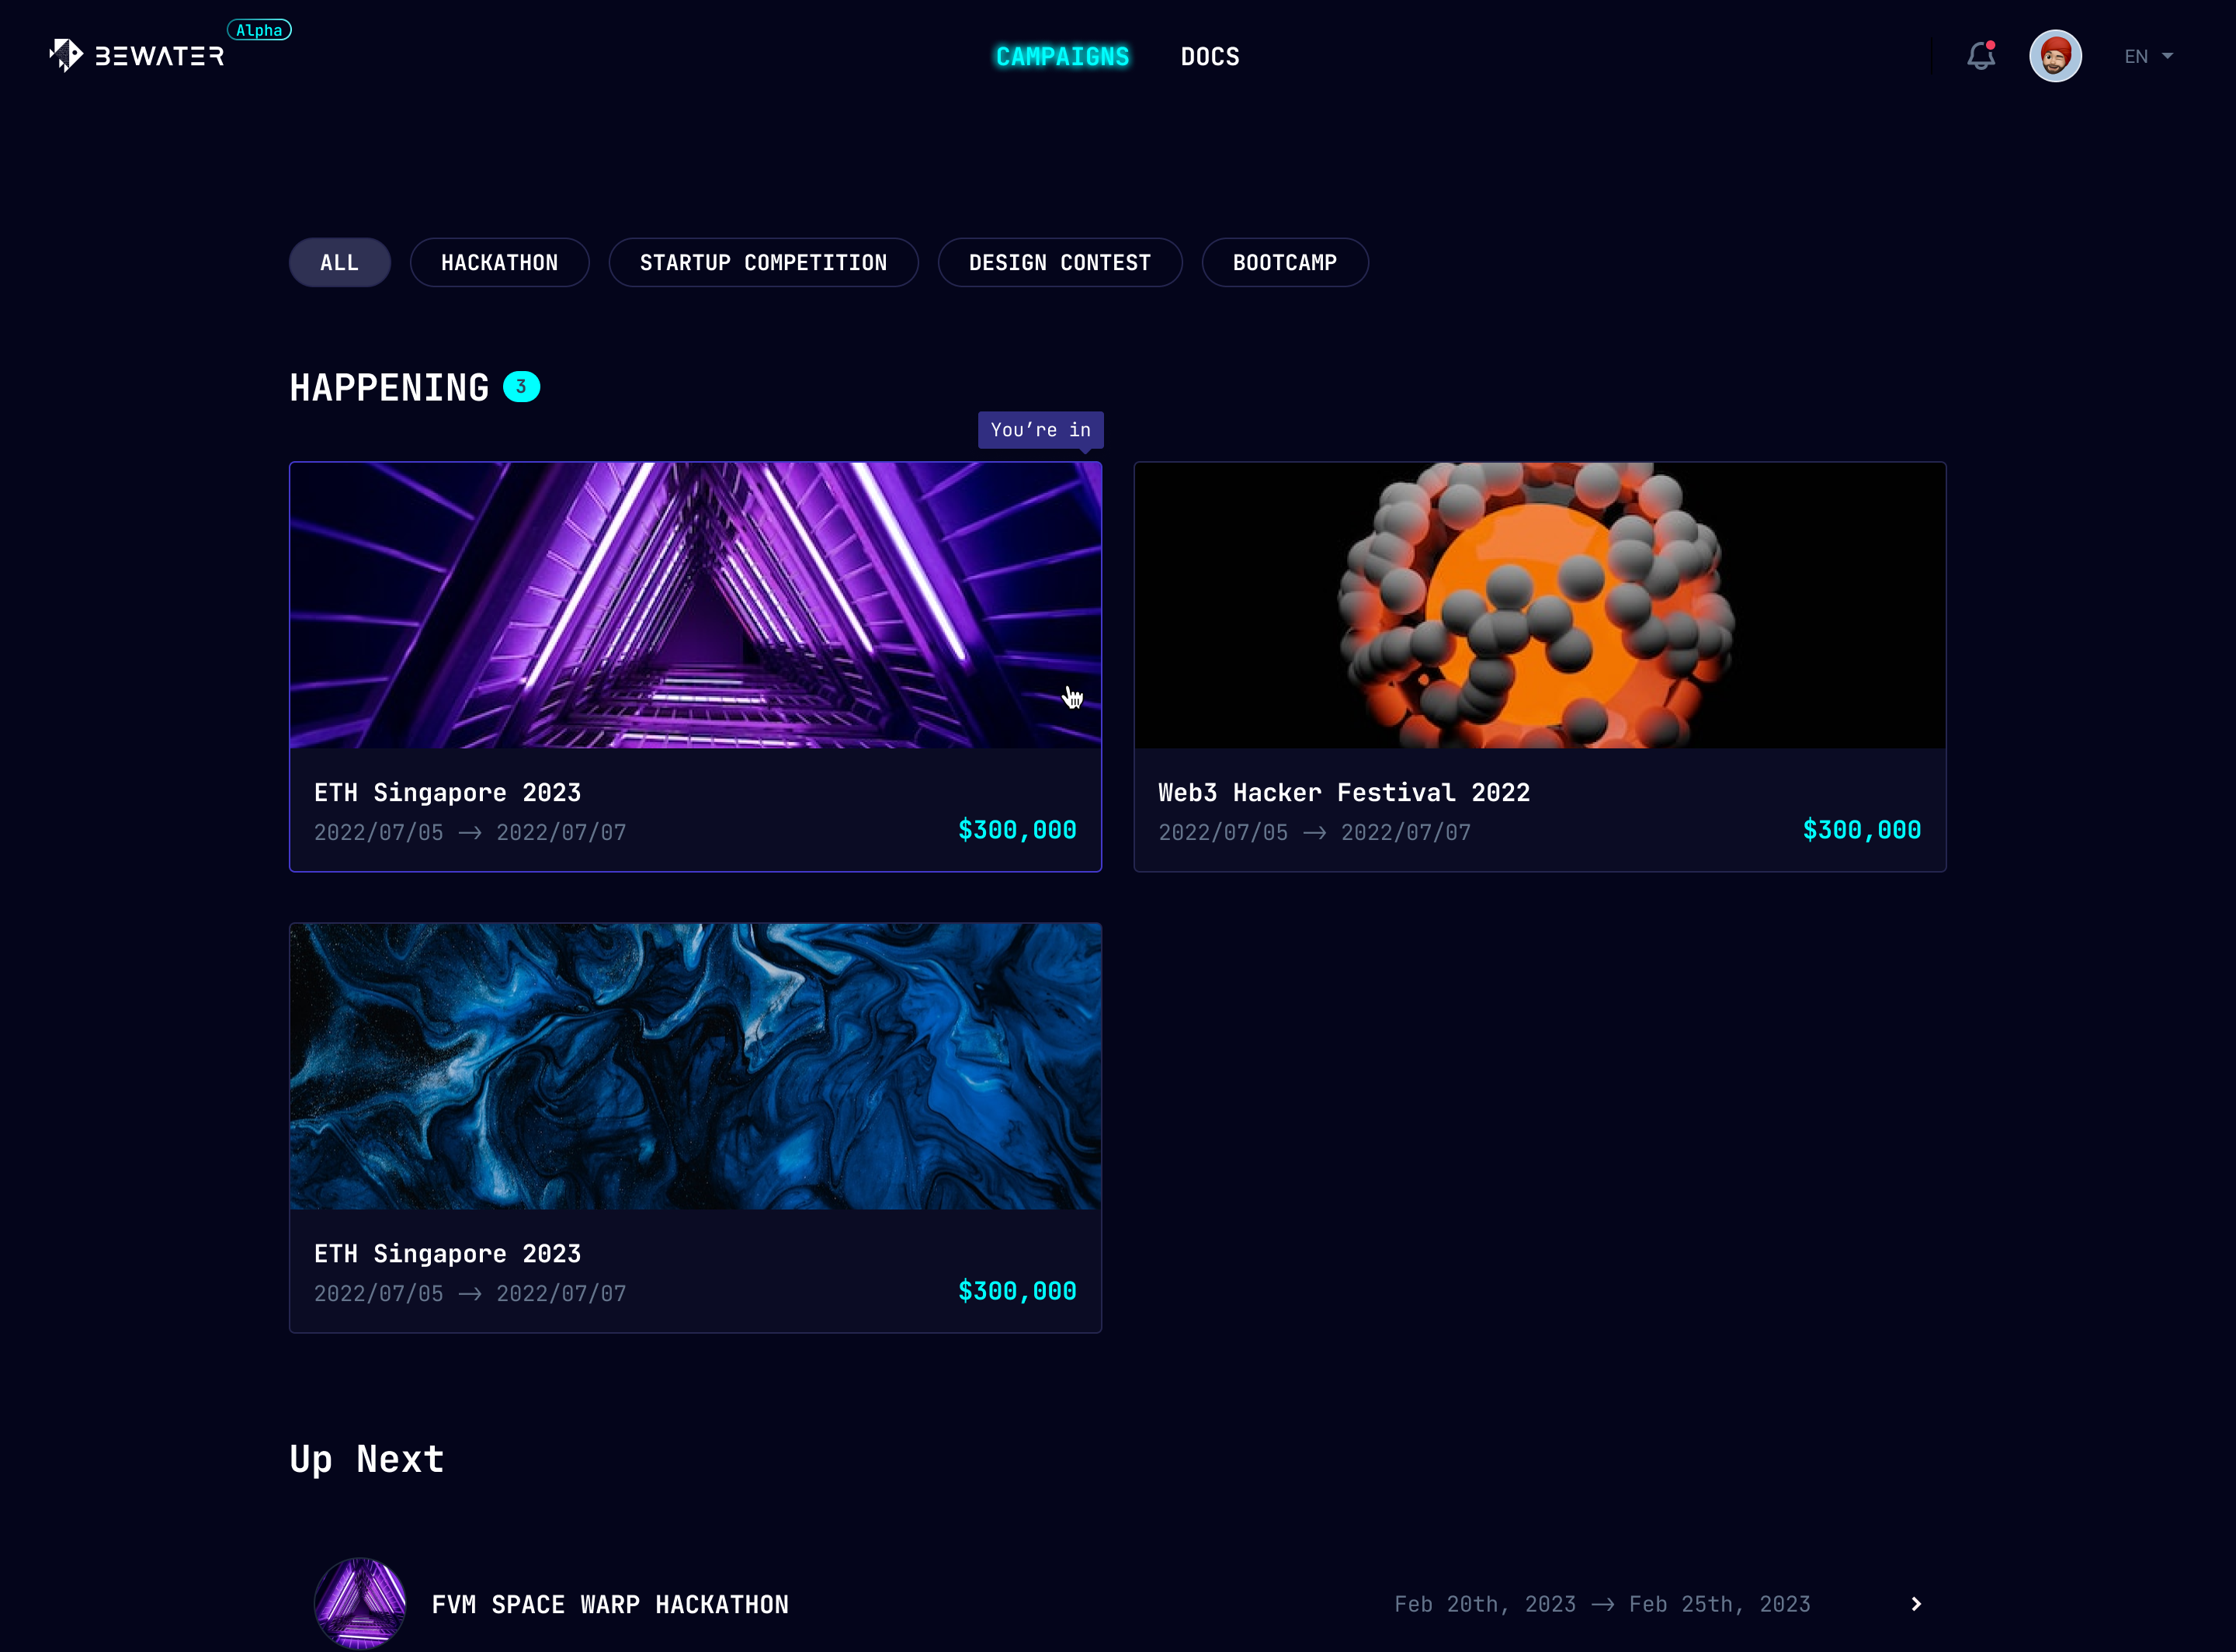 BEWATER
Alpha
CAMPAIGNS
DOCS
EN
ALL
HACKATHON
STARTUP COMPETITION
DESIGN CONTEST
BOOTCAMP
HAPPENING 3
You’re in
ETH Singapore 2023
2022/07/05 → 2022/07/07
$300,000
Web3 Hacker Festival 2022
2022/07/05 → 2022/07/07
$300,000
ETH Singapore 2023
2022/07/05 → 2022/07/07
$300,000
Up Next
FVM SPACE WARP HACKATHON
Feb 20th, 2023 → Feb 25th, 2023